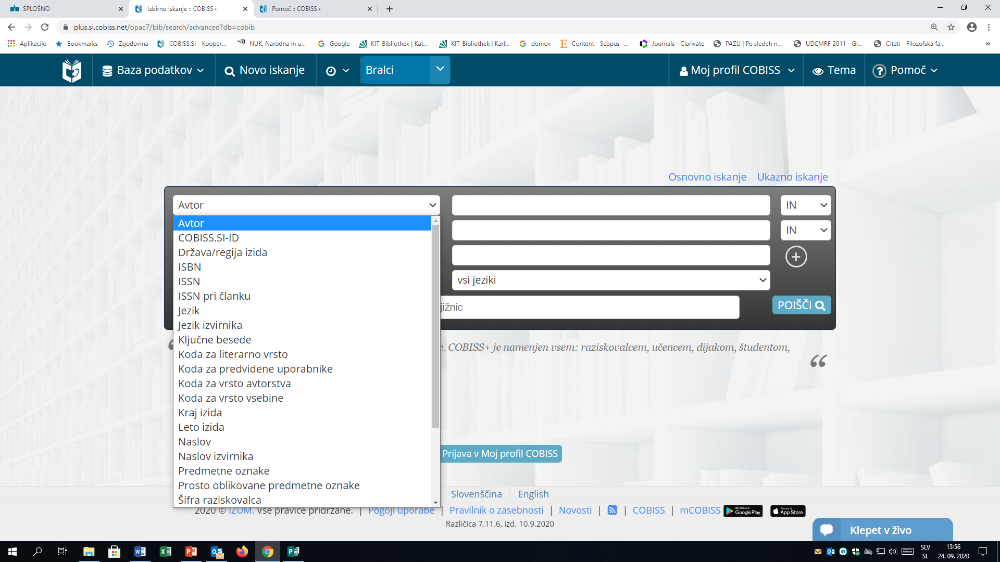 SPLOŠNO
Izbirno iskanje :: COBISS+
Pomoč :: COBISS+
plus.si.cobiss.net/opac7/bib/search/advanced?db=cobib
Aplikacije
Bookmarks
Zgodovina
COBISS.SI - Kooper...
NUK, Narodna in u...
Google
KIT-Bibliothek | Kat...
KIT-Bibliothek | Karl...
domov
Content - Scopus -...
Journals - Clarivate
PAZU | Po sledeh n...
UDCMRF 2011 - Gl...
Citati - Filozofska fa...
Baza podatkov
Novo iskanje
Bralci
Moj profil COBISS
Tema
Pomoč
Osnovno iskanje
Ukazno iskanje
Avtor
IN
Avtor
COBISS.SI-ID
IN
Država/regija izida
ISBN
ISSN
vsi jeziki
ISSN pri članku
Jezik
jižnic
POIŠČI
Jezik izvirnika
Ključne besede
c. COBISS+ je namenjen vsem: raziskovalcem, učencem, dijakom, študentom,
Koda za literarno vrsto
Koda za predvidene uporabnike
Koda za vrsto avtorstva
Koda za vrsto vsebine
Kraj izida
Leto izida
Naslov
Naslov izvirnika
Prijava v Moj profil COBISS
Predmetne oznake
Prosto oblikovane predmetne oznake
Šifra raziskovalca
Slovenščina
English
2020 © IZUM. Vse pravice pridržane. | Pogoji uporabe | Pravilnik o zasebnosti | Novosti | | COBISS | mCOBISS
NA VOLJO V
Google Play
Prenos iz
App Store
Različica 7.11.6, izd. 10.9.2020
Klepet v živo
SLV
SL
13:56
24. 09. 2020